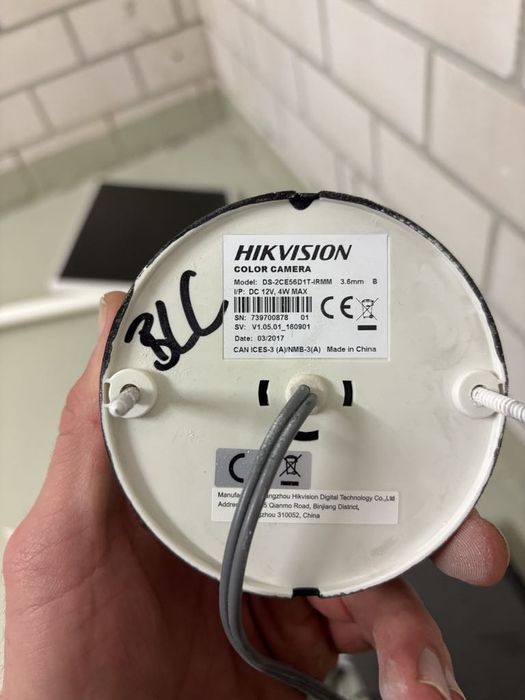 HIKVISION
COLOR CAMERA
Model: DS-2CE56D1T-IRMM 3.6mm B
I/P: DC 12V, 4W MAX
CE
SN: 739700878 01
SV: V1.05.01_160901
Date: 03/2017
CAN ICES-3 (A)/NMB-3(A) Made in China
BLC
Hangzhou Hikvision Digital Technology Co.,Ltd
Qianmo Road, Binjiang District,
310052, China